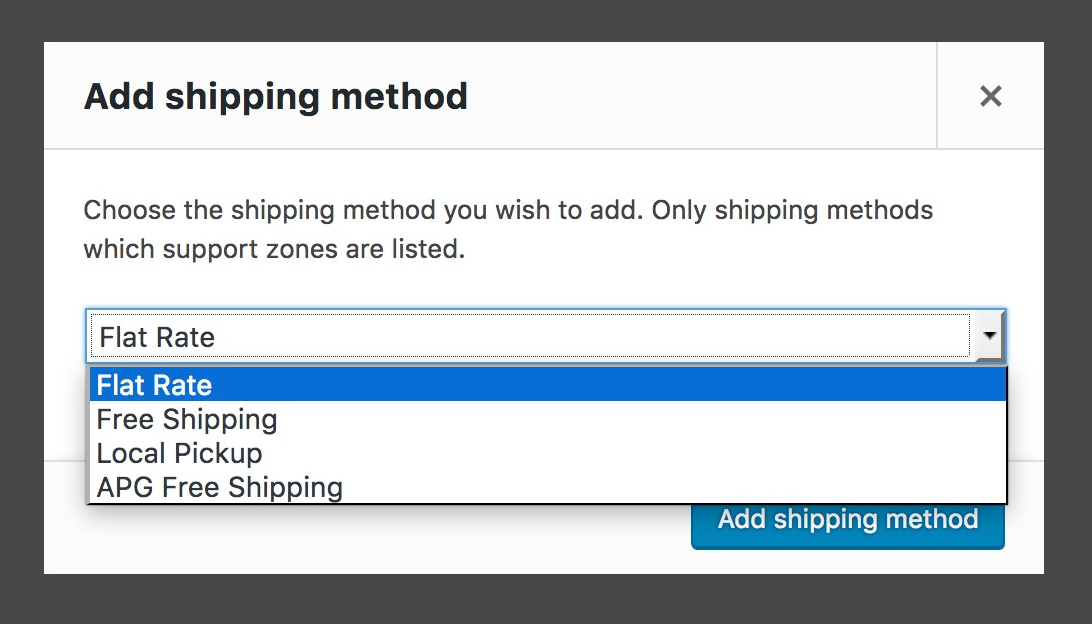 Add shipping method
Choose the shipping method you wish to add. Only shipping methods
which support zones are listed.
Flat Rate
Flat Rate
Free Shipping
Local Pickup
APG Free Shipping
Add shipping method